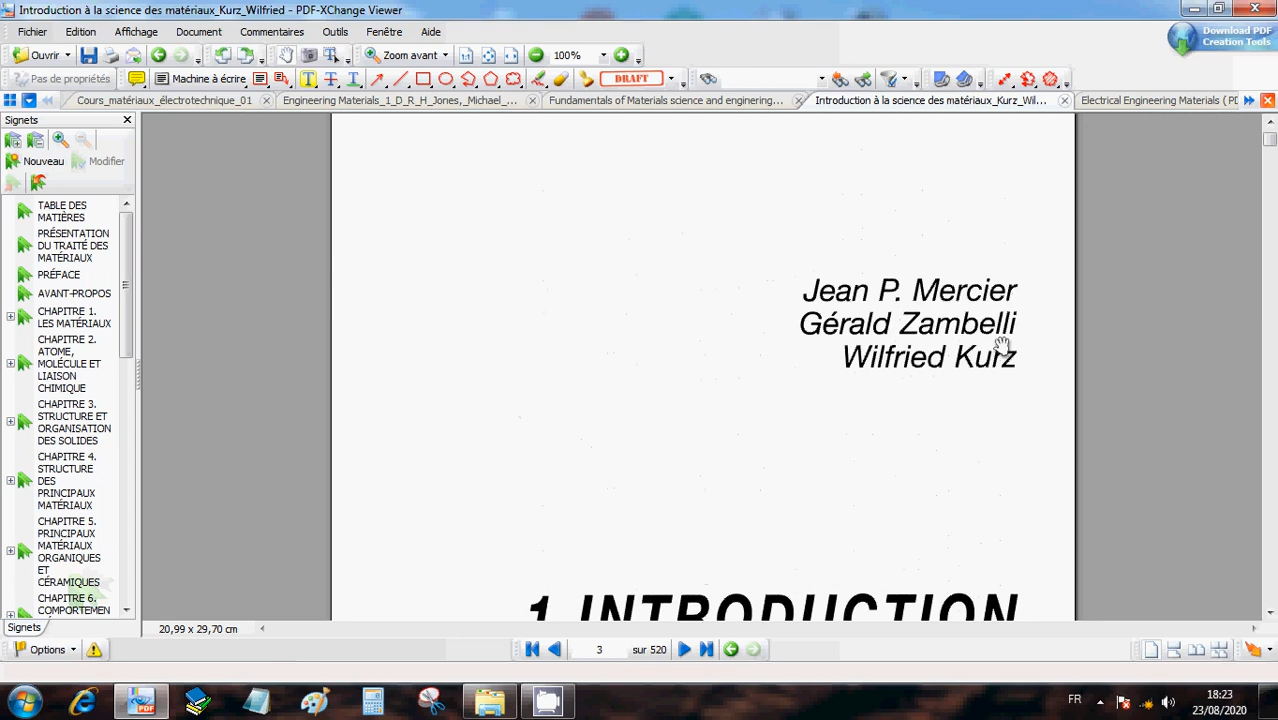 Introduction à la science des matériaux_Kurz_Wilfried - PDF-XChange Viewer
Fichier Edition Affichage Document Commentaires Outils Fenêtre Aide
Download PDF
Creation Tools
Ouvrir Zoom avant 100%
Pas de propriétés Machine à écrire DRAFT
Cours_matériaux_électrotechnique_01 Engineering Materials_1_D_R_H_Jones,_Michael_... Fundamentals of Materials science and enginering... Introduction à la science des matériaux_Kurz_Wil... Electrical Engineering Materials ( PD
Signets
Nouveau Modifier
TABLE DES
MATIÈRES
PRÉSENTATION
DU TRAITÉ DES
MATÉRIAUX
PRÉFACE
AVANT-PROPOS
CHAPITRE 1.
LES MATÉRIAUX
CHAPITRE 2.
ATOME,
MOLÉCULE ET
LIAISON
CHIMIQUE
CHAPITRE 3.
STRUCTURE ET
ORGANISATION
DES SOLIDES
CHAPITRE 4.
STRUCTURE
DES
PRINCIPAUX
MATÉRIAUX
CHAPITRE 5.
PRINCIPAUX
MATÉRIAUX
ORGANIQUES
ET
CÉRAMIQUES
CHAPITRE 6.
COMPORTEMEN
Jean P. Mercier
Gérald Zambelli
Wilfried Kurz
1 INTRODUCTION
Signets
20,99 x 29,70 cm
Options
3 sur 520
FR
18:23
23/08/2020